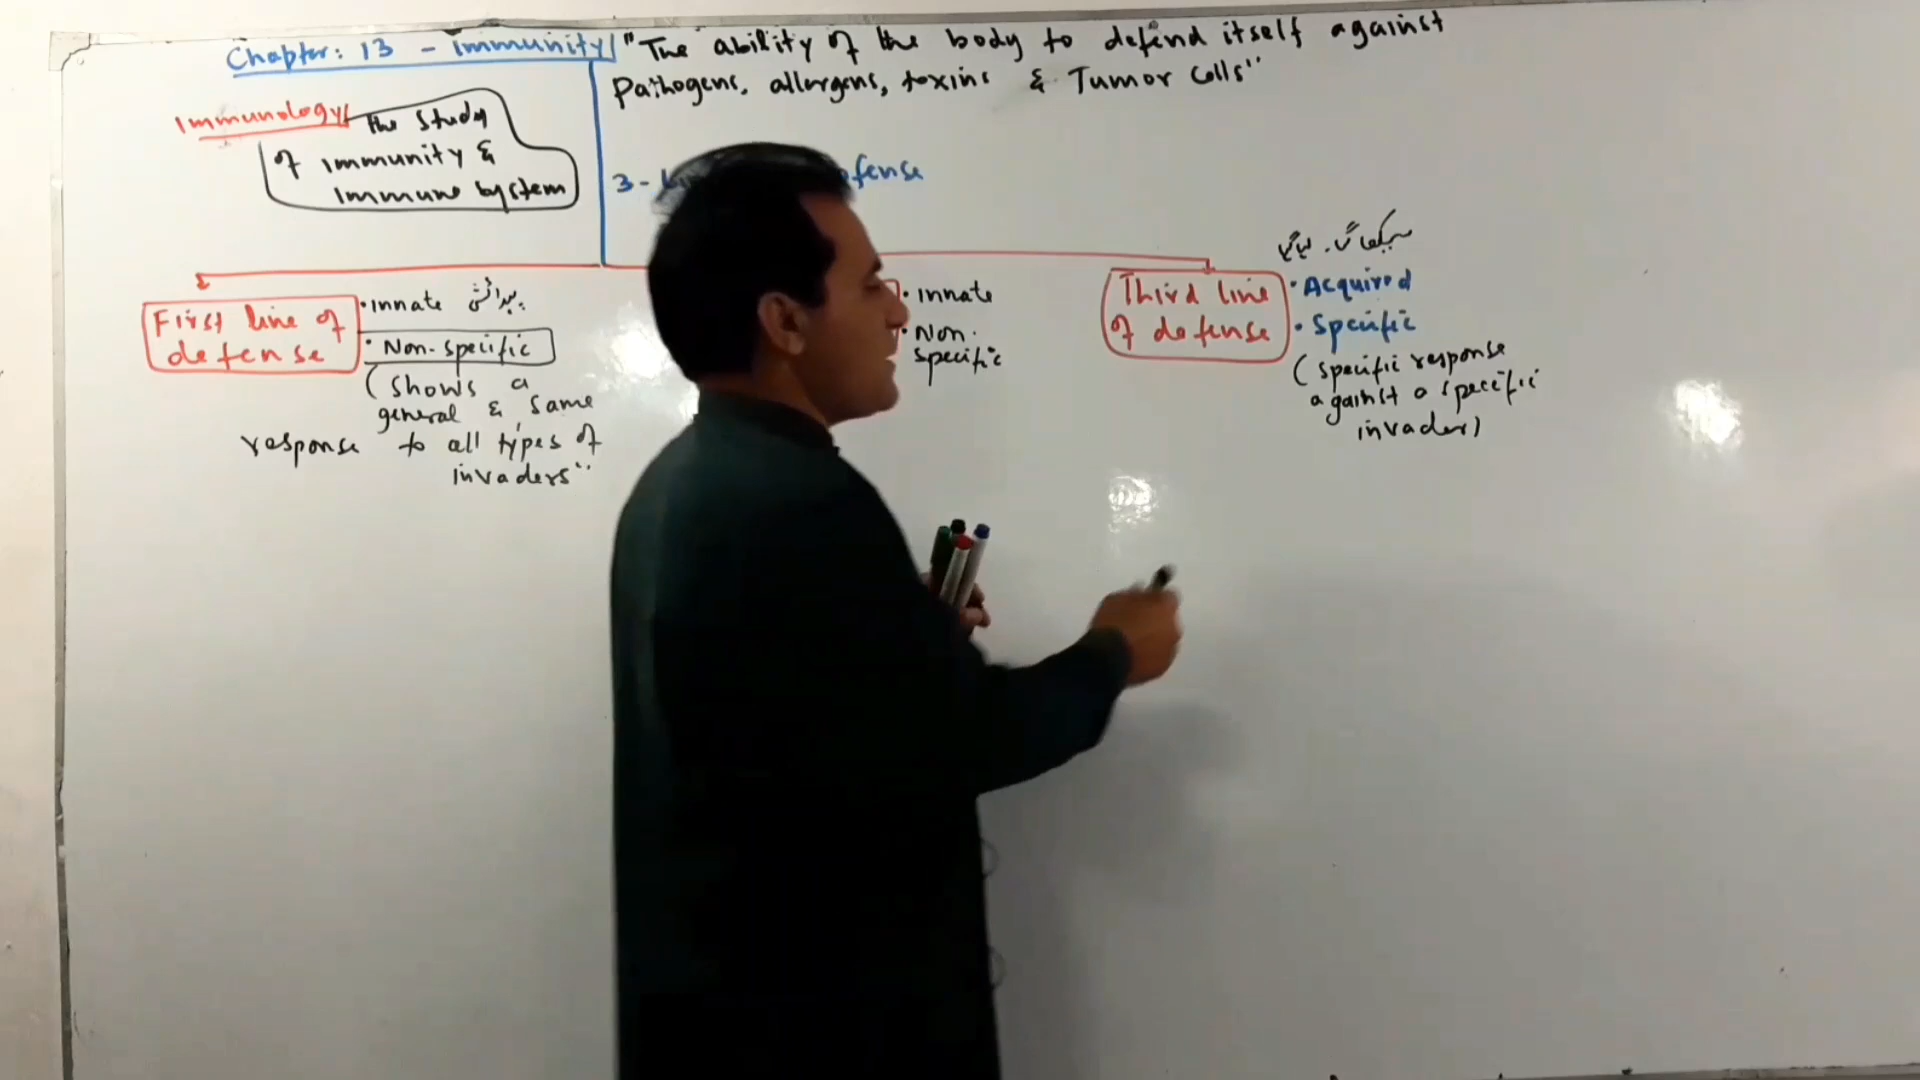 Chapter: 13 - Immunity
"The ability of the body to defend itself against
Pathogens, allergens, toxins & Tumor Cells"
Immunology
the study
of immunity &
immune system
3-
fense
First line of
defense
• Innate پیدائشی
• Non-specific
(shows a
general & same
response to all types of
invaders"
• Innate
• Non-
specific
Third line
of defense
• Acquired
• Specific
(specific response
against a specific
invader)